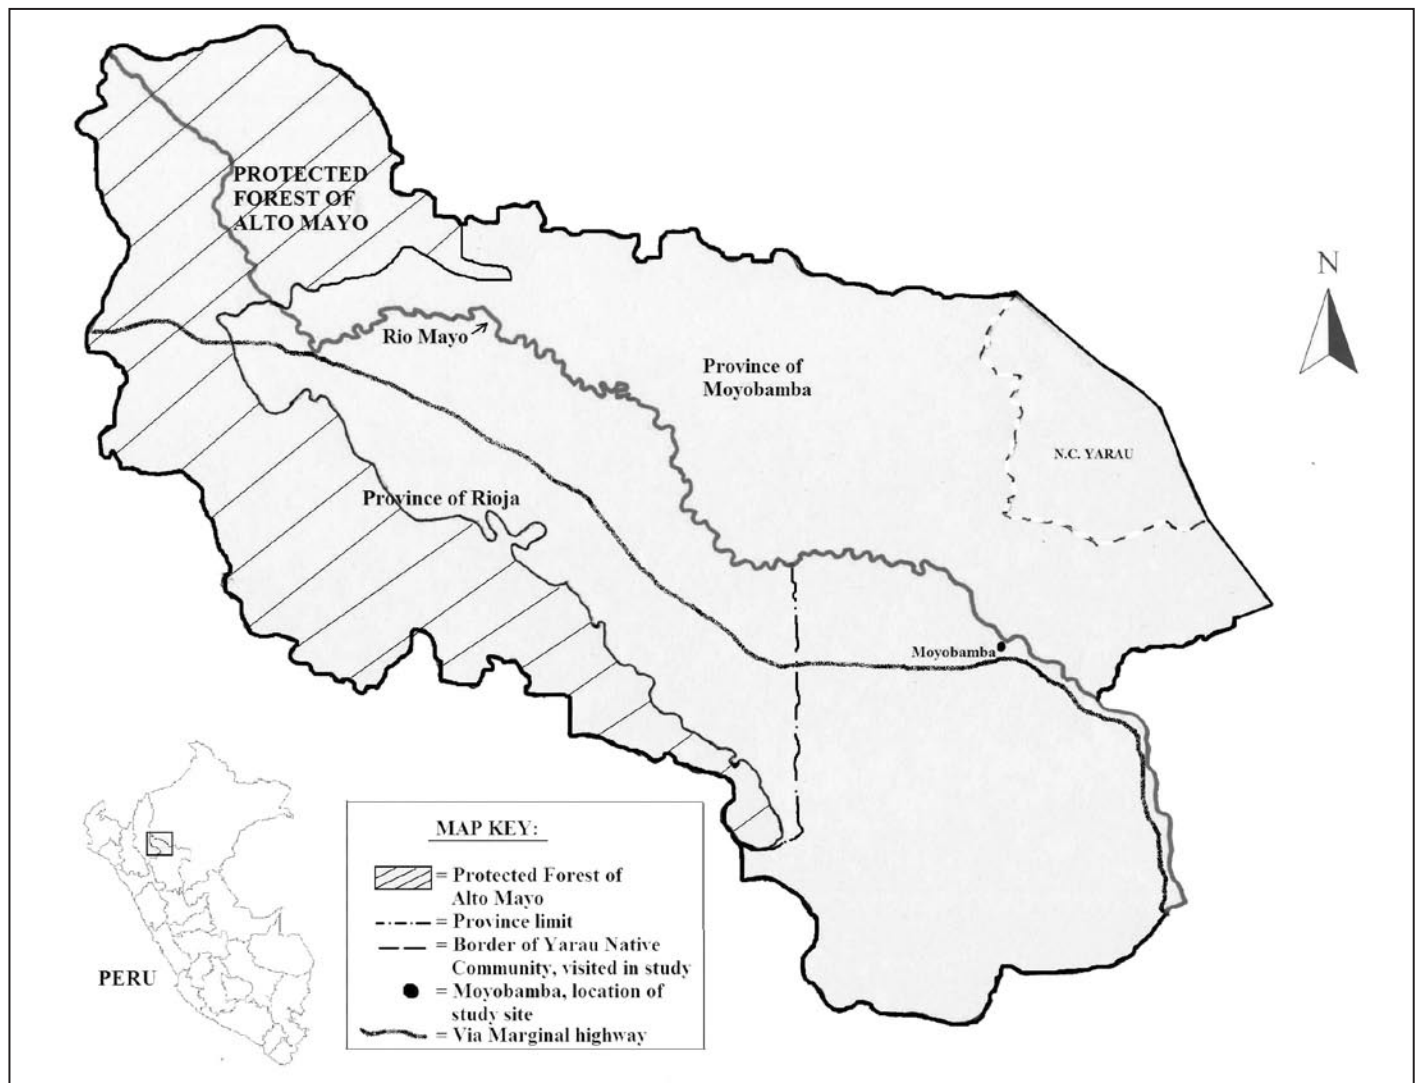 PROTECTED
FOREST OF
ALTO MAYO
N
Rio Mayo
Province of
Moyobamba
N.C. YARAU
Province of Rioja
Moyobamba
PERU
MAP KEY:
= Protected Forest of
Alto Mayo
= Province limit
= Border of Yarau Native
Community, visited in study
= Moyobamba, location of
study site
= Via Marginal highway